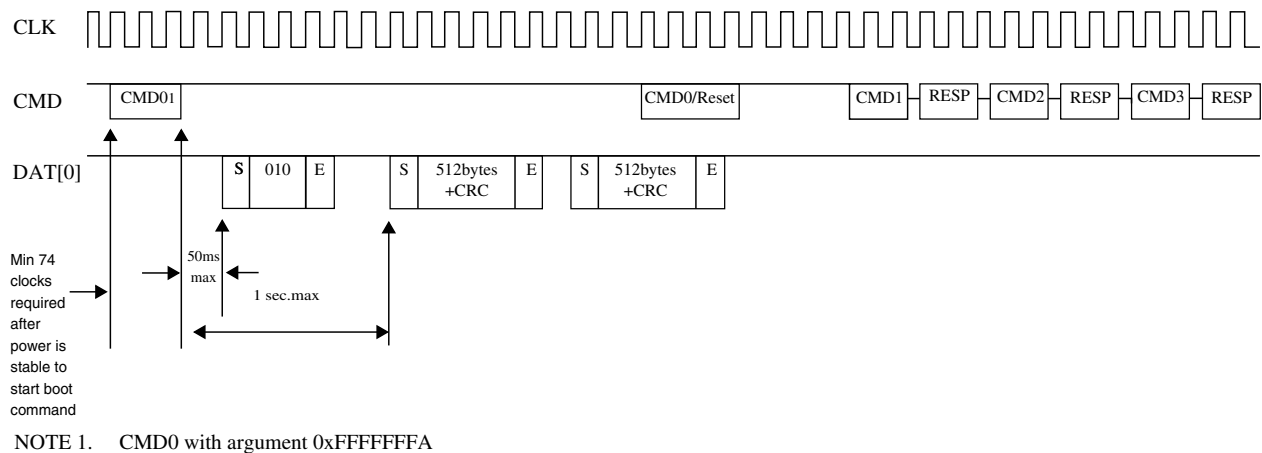 CLK
CMD
CMD01
CMD0/Reset
CMD1
RESP
CMD2
RESP
CMD3
RESP
DAT[0]
S
010
E
S
512bytes
+CRC
E
S
512bytes
+CRC
E
Min 74
clocks
required
after
power is
stable to
start boot
command
50ms
max
1 sec.max
NOTE 1. CMD0 with argument 0xFFFFFFFA